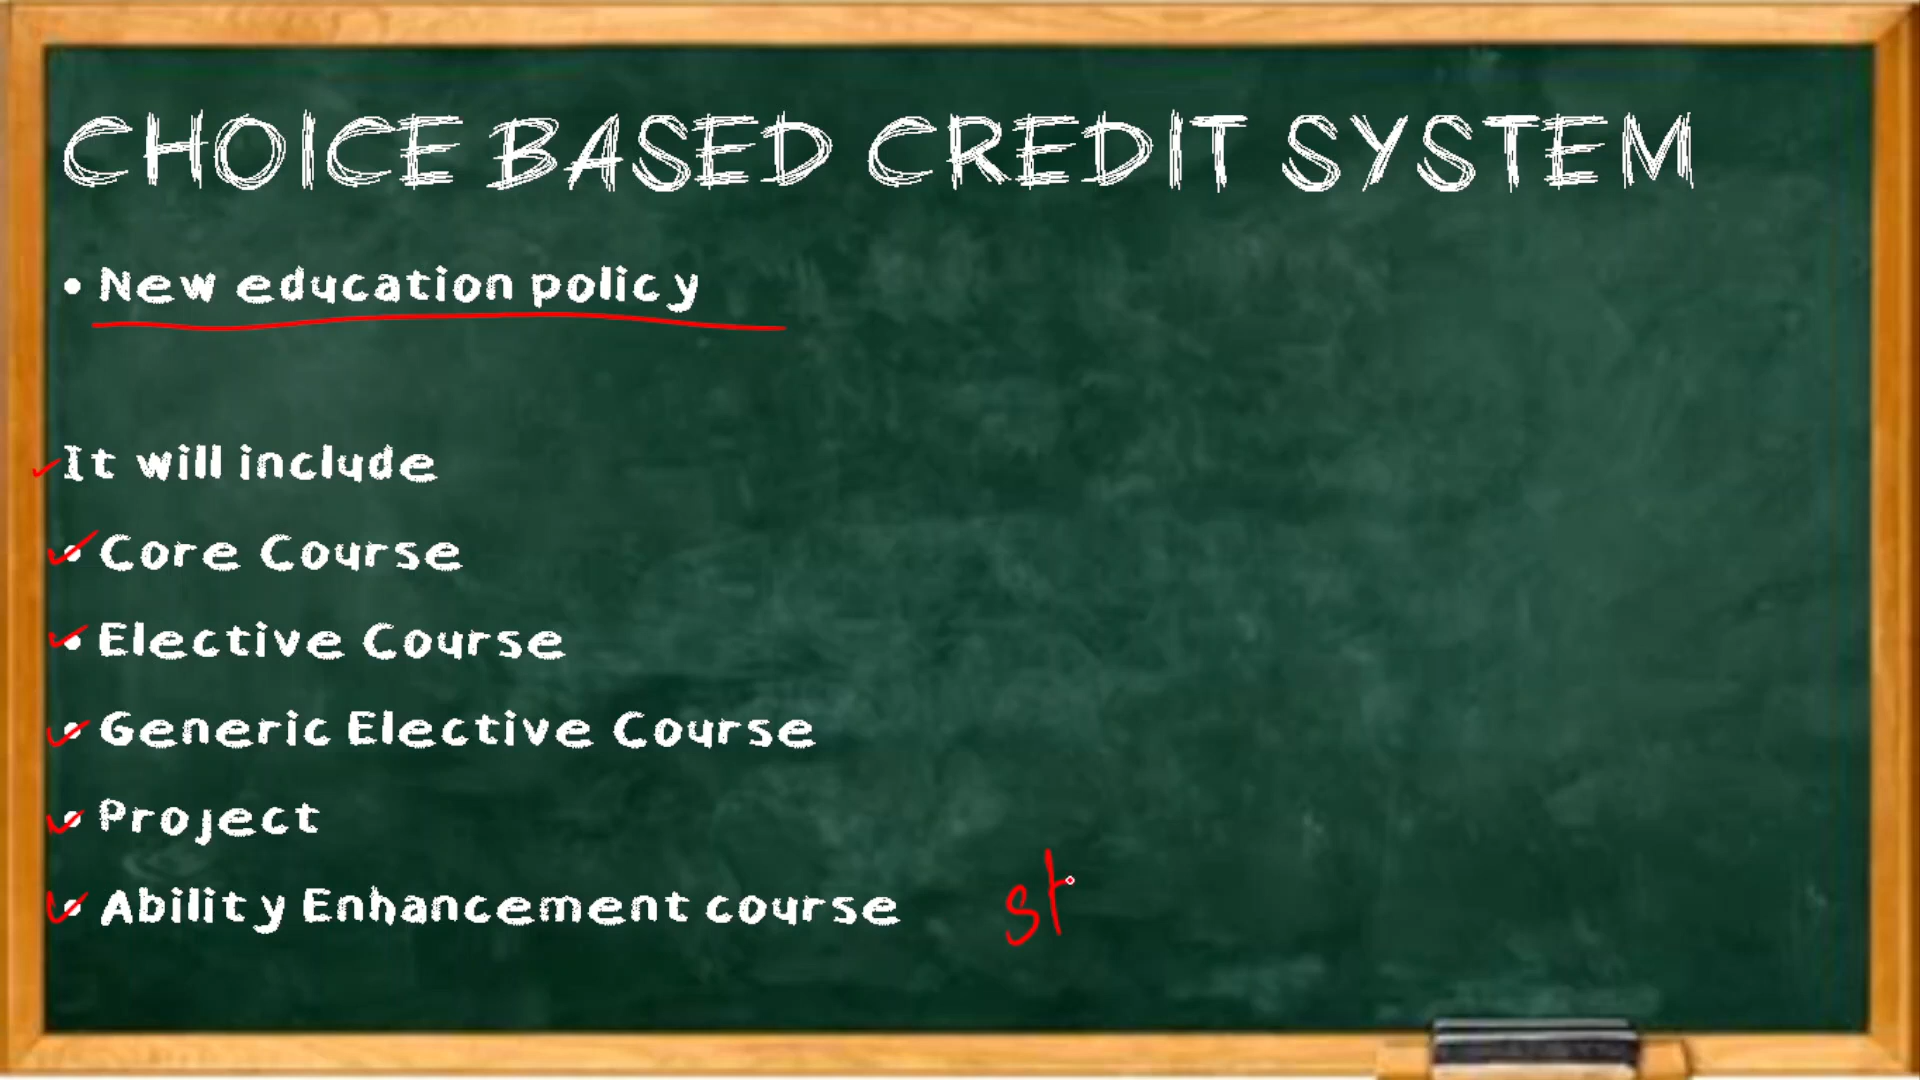 CHOICE BASED CREDIT SYSTEM
• New education policy
It will include
• Core Course
• Elective Course
• Generic Elective Course
• Project
• Ability Enhancement course
st